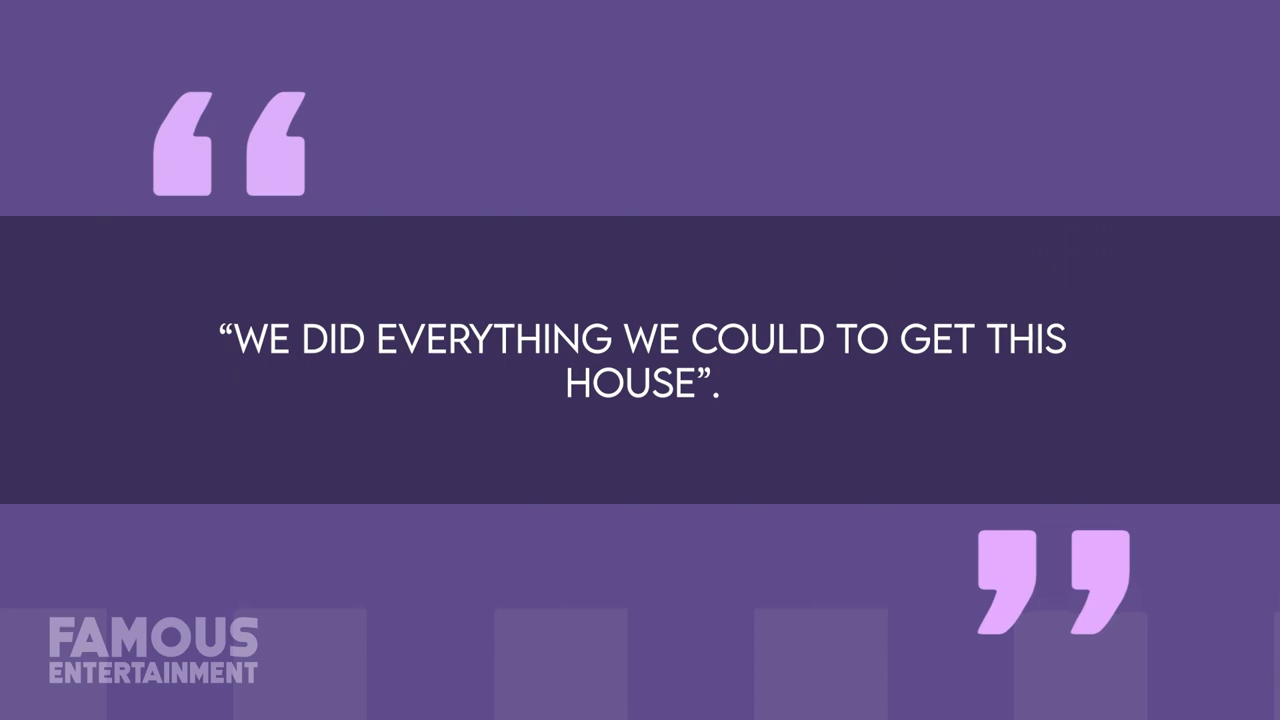 “WE DID EVERYTHING WE COULD TO GET THIS
HOUSE”.
FAMOUS
ENTERTAINMENT